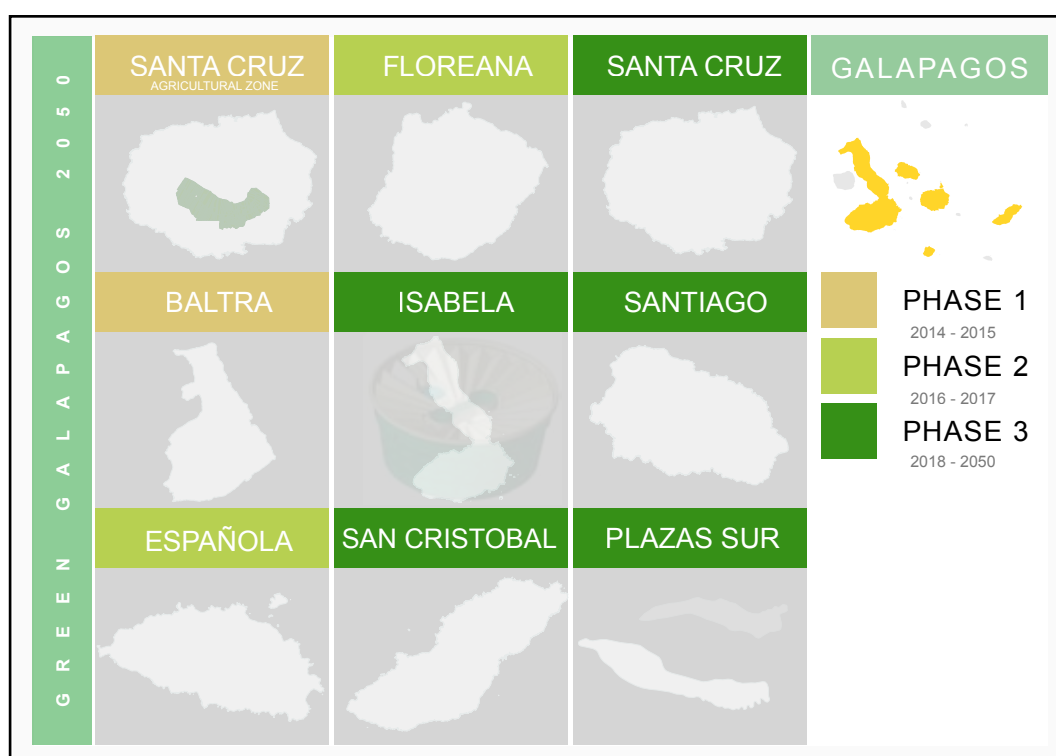 GREEN GALAPAGOS 2050
SANTA CRUZ
AGRICULTURAL ZONE
FLOREANA
SANTA CRUZ
GALAPAGOS
BALTRA
ISABELA
SANTIAGO
PHASE 1
2014 - 2015
PHASE 2
2016 - 2017
PHASE 3
2018 - 2050
ESPAÑOLA
SAN CRISTOBAL
PLAZAS SUR